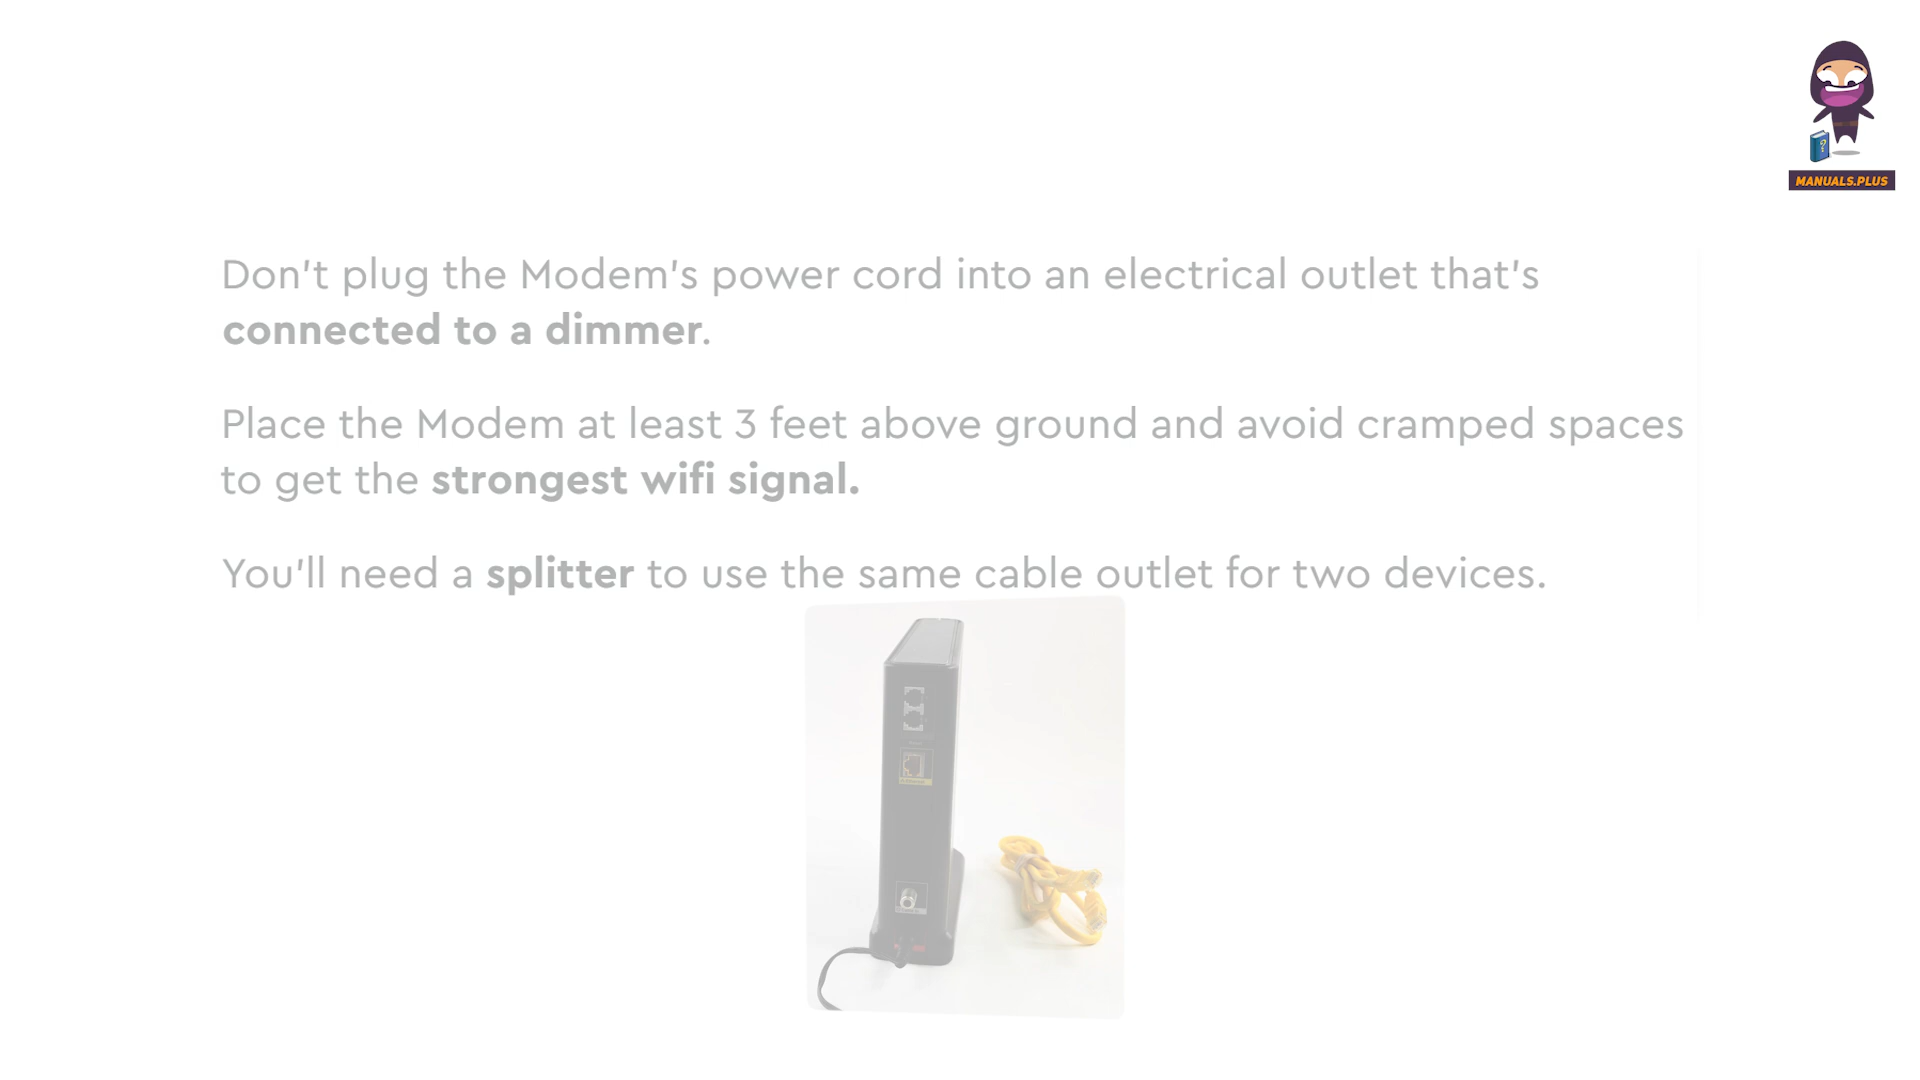 MANUALS.PLUS
Don't plug the Modem's power cord into an electrical outlet that's
connected to a dimmer.
Place the Modem at least 3 feet above ground and avoid cramped spaces
to get the strongest wifi signal.
You'll need a splitter to use the same cable outlet for two devices.